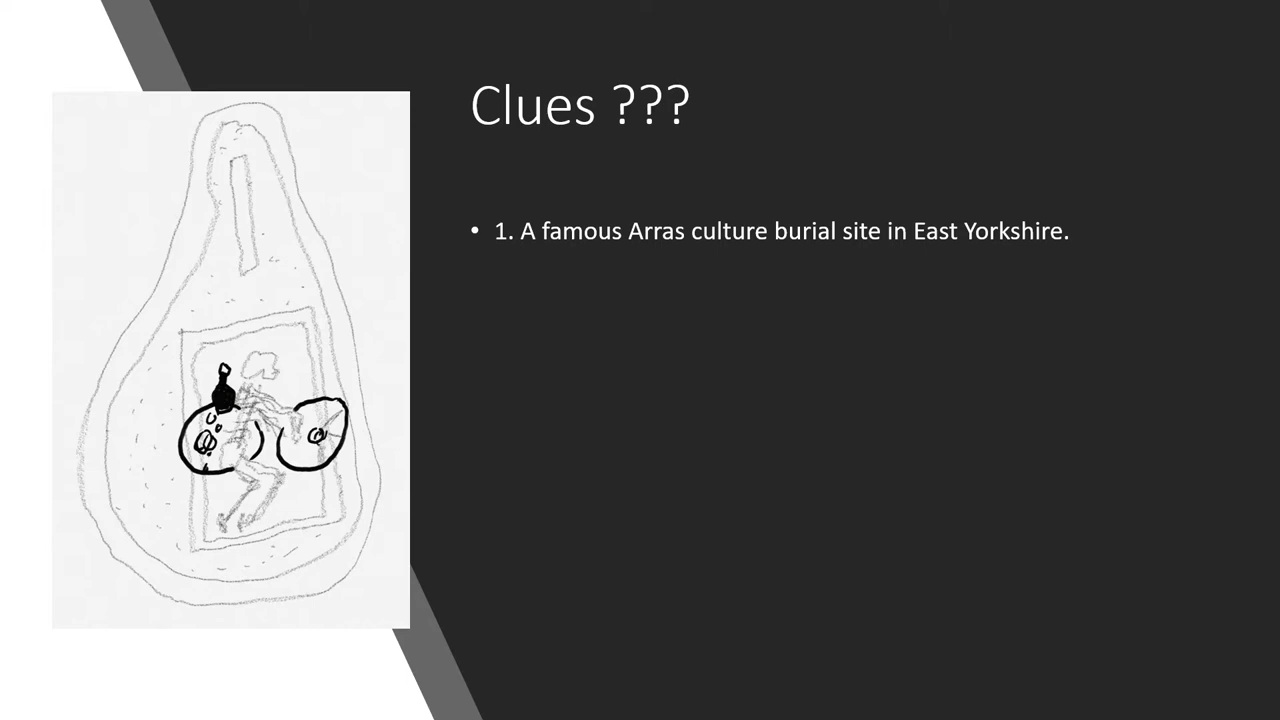 Clues ???
• 1. A famous Arras culture burial site in East Yorkshire.